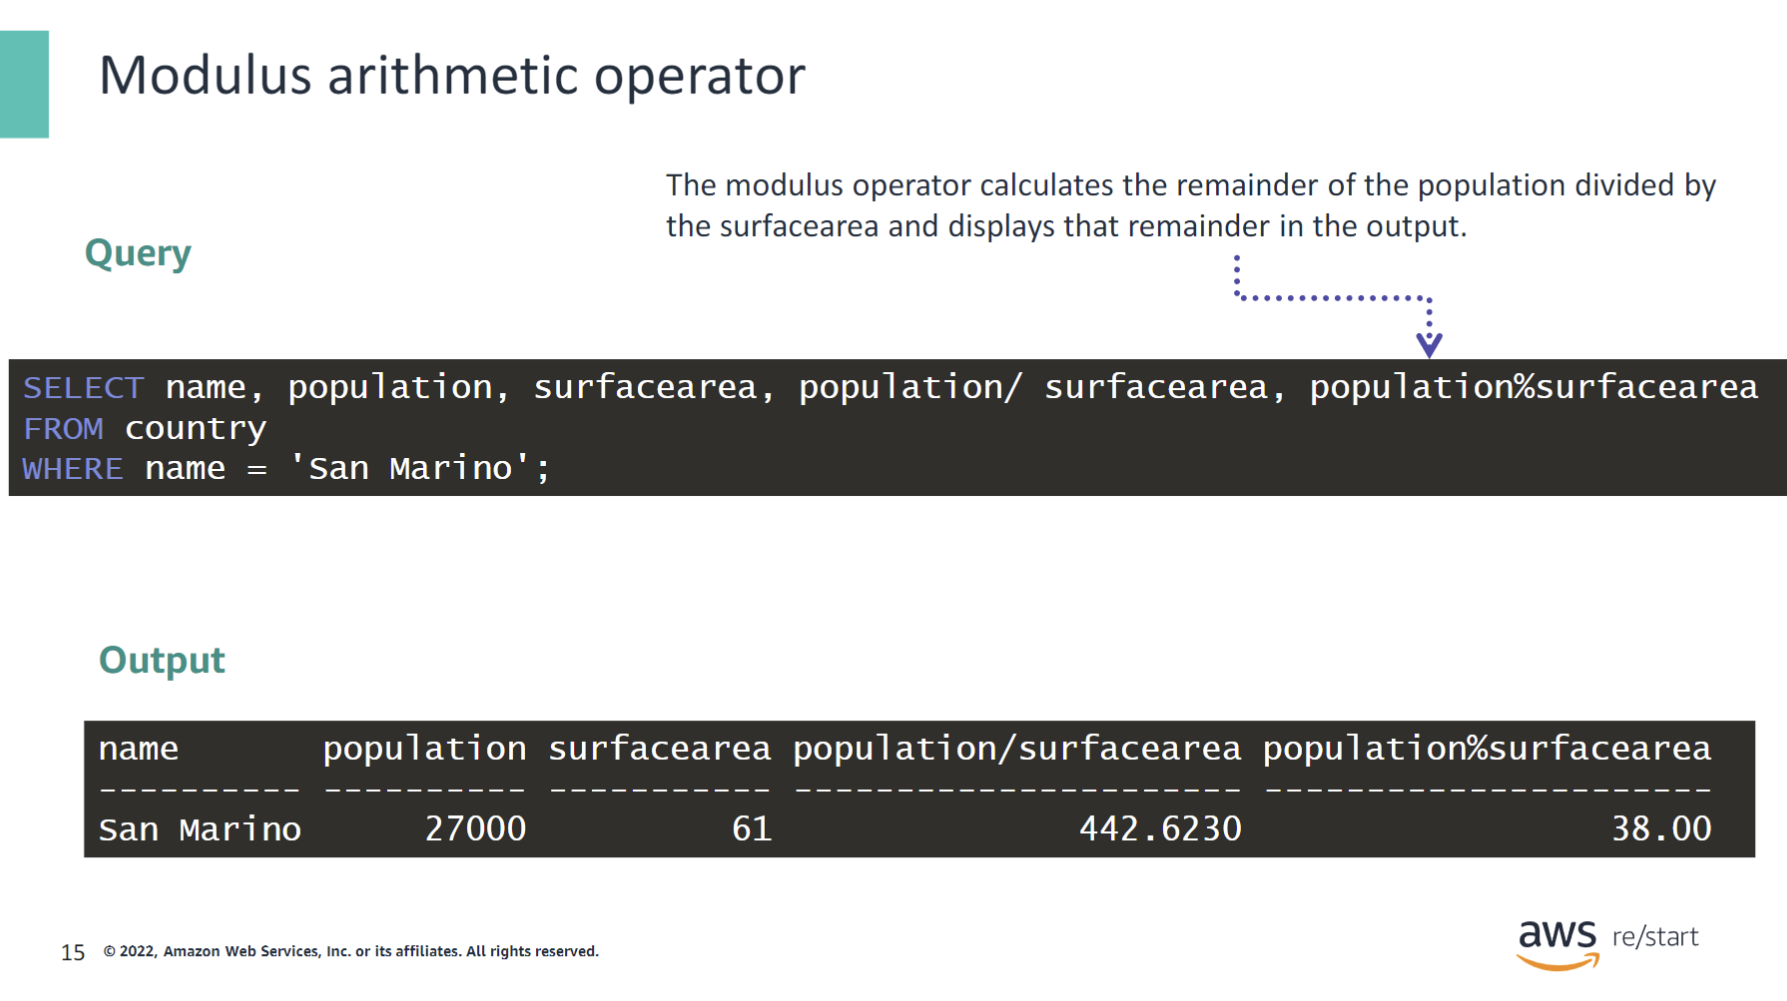 Modulus arithmetic operator
The modulus operator calculates the remainder of the population divided by
the surfacearea and displays that remainder in the output.
Query
SELECT name, population, surfacearea, population/ surfacearea, population%surfacearea
FROM country
WHERE name = 'San Marino';
Output
name population surfacearea population/surfacearea population%surfacearea
---------- ---------- ----------- ---------------------- ----------------------
San Marino 27000 61 442.6230 38.00
15 © 2022, Amazon Web Services, Inc. or its affiliates. All rights reserved.
aws re/start